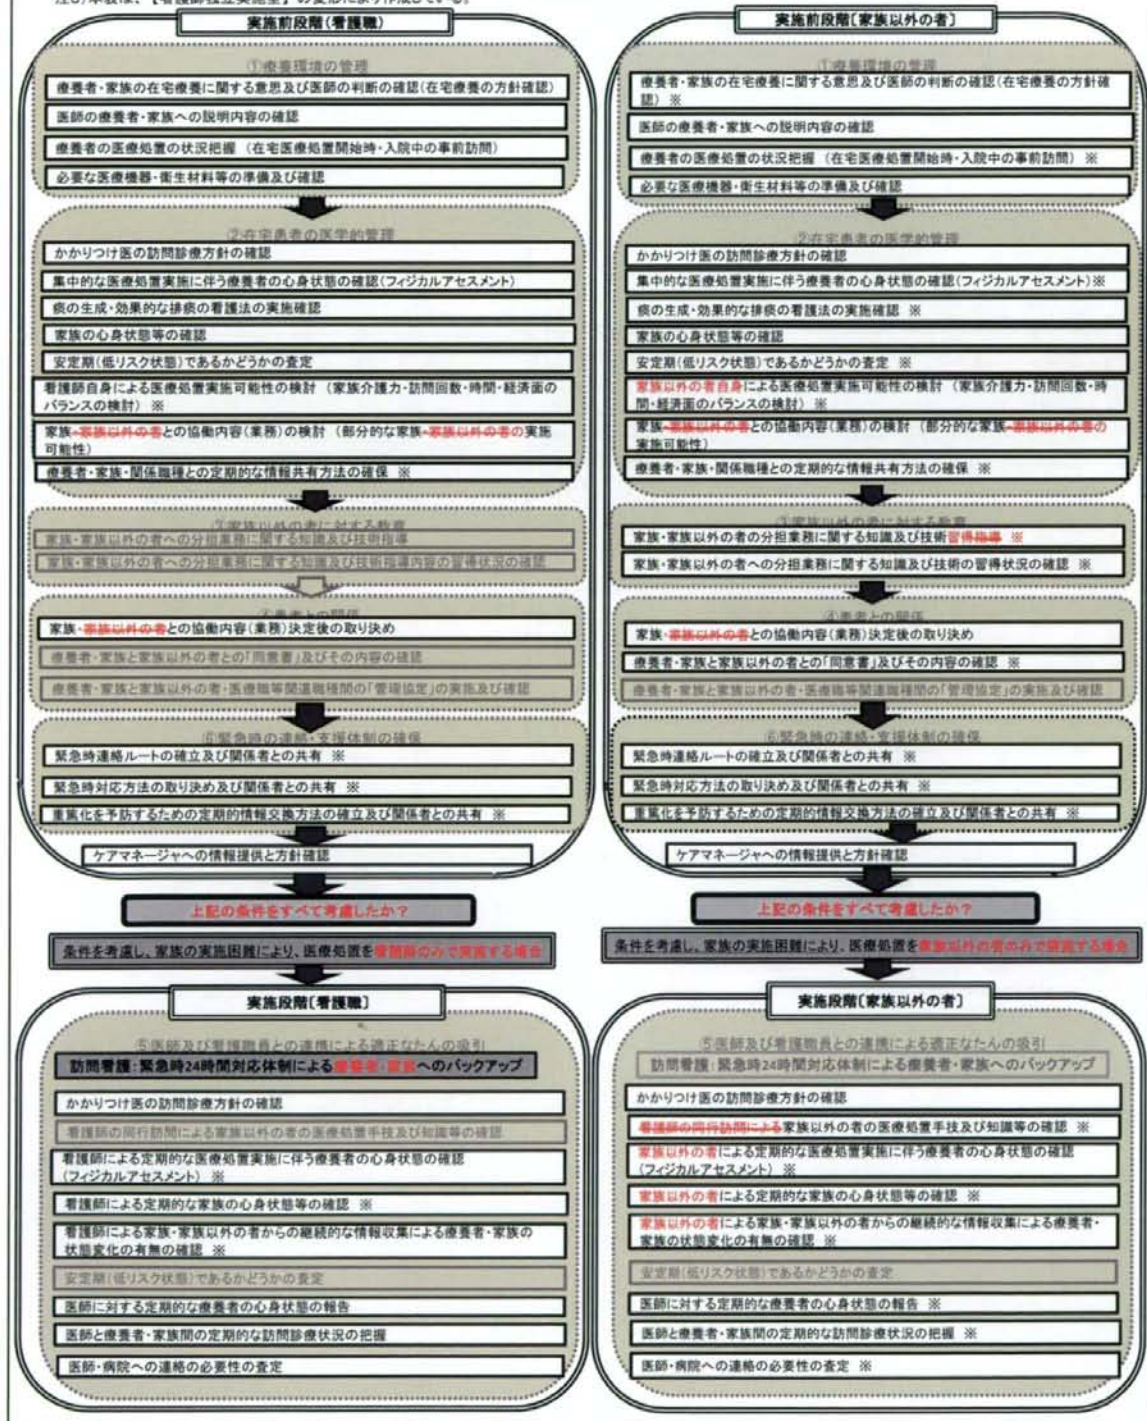 注3)本表は、【看護師独立実施型】の変形により作成している。
実施前段階(看護職)
①療養環境の管理
療養者・家族の在宅療養に関する意思及び医師の判断の確認(在宅療養の方針確認)
医師の療養者・家族への説明内容の確認
療養者の医療処置の状況把握 (在宅医療処置開始時・入院中の事前訪問)
必要な医療機器・衛生材料等の準備及び確認
②在宅患者の医学的管理
かかりつけ医の訪問診療方針の確認
集中的な医療処置実施に伴う療養者の心身状態の確認(フィジカルアセスメント)
痰の生成・効果的な排痰の看護法の実施確認
家族の心身状態等の確認
安定期(低リスク状態)であるかどうかの査定
看護師自身による医療処置実施可能性の検討 (家族介護力・訪問回数・時間・経済面の
バランスの検討) ※
家族・家族以外の者との協働内容(業務)の検討 (部分的な家族・家族以外の者の実施
可能性)
療養者・家族・関係職種との定期的な情報共有方法の確保 ※
③家族以外の者に対する教育
家族・家族以外の者への分担業務に関する知識及び技術指導
家族・家族以外の者への分担業務に関する知識及び技術指導内容の習得状況の確認
④患者との関係
家族・家族以外の者との協働内容(業務)決定後の取り決め
療養者・家族と家族以外の者との「同意書」及びその内容の確認
療養者・家族と家族以外の者・医療職等関連職種間の「管理協定」の実施及び確認
⑥緊急時の連絡・支援体制の確保
緊急時連絡ルートの確立及び関係者との共有 ※
緊急時対応方法の取り決め及び関係者との共有 ※
重篤化を予防するための定期的情報交換方法の確立及び関係者との共有 ※
ケアマネージャへの情報提供と方針確認
上記の条件をすべて考慮したか?
条件を考慮し、家族の実施困難により、医療処置を看護師のみで実施する場合
実施段階[看護職]
⑤医師及び看護職員との連携による適正なたんの吸引
訪問看護:緊急時24時間対応体制による療養者・家族へのバックアップ
かかりつけ医の訪問診療方針の確認
看護師の同行訪問による家族以外の者の医療処置手技及び知識等の確認
看護師による定期的な医療処置実施に伴う療養者の心身状態の確認
(フィジカルアセスメント) ※
看護師による定期的な家族の心身状態等の確認 ※
看護師による家族・家族以外の者からの継続的な情報収集による療養者・家族の
状態変化の有無の確認 ※
安定期(低リスク状態)であるかどうかの査定
医師に対する定期的な療養者の心身状態の報告
医師と療養者・家族間の定期的な訪問診療状況の把握
医師・病院への連絡の必要性の査定
実施前段階[家族以外の者]
①療養環境の管理
療養者・家族の在宅療養に関する意思及び医師の判断の確認(在宅療養の方針確
認) ※
医師の療養者・家族への説明内容の確認
療養者の医療処置の状況把握 (在宅医療処置開始時・入院中の事前訪問) ※
必要な医療機器・衛生材料等の準備及び確認
②在宅患者の医学的管理
かかりつけ医の訪問診療方針の確認
集中的な医療処置実施に伴う療養者の心身状態の確認(フィジカルアセスメント)※
痰の生成・効果的な排痰の看護法の実施確認 ※
家族の心身状態等の確認
安定期(低リスク状態)であるかどうかの査定 ※
家族以外の者自身による医療処置実施可能性の検討 (家族介護力・訪問回数・時
間・経済面のバランスの検討) ※
家族・家族以外の者との協働内容(業務)の検討 (部分的な家族・家族以外の者の
実施可能性)
療養者・家族・関係職種との定期的な情報共有方法の確保 ※
③家族以外の者に対する教育
家族・家族以外の者の分担業務に関する知識及び技術習得指導 ※
家族・家族以外の者への分担業務に関する知識及び技術の習得状況の確認 ※
④患者との関係
家族・家族以外の者との協働内容(業務)決定後の取り決め
療養者・家族と家族以外の者との「同意書」及びその内容の確認 ※
療養者・家族と家族以外の者・医療職等関連職種間の「管理協定」の実施及び確認
⑥緊急時の連絡・支援体制の確保
緊急時連絡ルートの確立及び関係者との共有 ※
緊急時対応方法の取り決め及び関係者との共有 ※
重篤化を予防するための定期的情報交換方法の確立及び関係者との共有 ※
ケアマネージャへの情報提供と方針確認
上記の条件をすべて考慮したか?
条件を考慮し、家族の実施困難により、医療処置を家族以外の者のみで実施する場合
実施段階[家族以外の者]
⑤医師及び看護職員との連携による適正なたんの吸引
訪問看護:緊急時24時間対応体制による療養者・家族へのバックアップ
かかりつけ医の訪問診療方針の確認
看護師の同行訪問による家族以外の者の医療処置手技及び知識等の確認 ※
家族以外の者による定期的な医療処置実施に伴う療養者の心身状態の確認
(フィジカルアセスメント) ※
家族以外の者による定期的な家族の心身状態等の確認 ※
家族以外の者による家族・家族以外の者からの継続的な情報収集による療養者・
家族の状態変化の有無の確認 ※
安定期(低リスク状態)であるかどうかの査定
医師に対する定期的な療養者の心身状態の報告 ※
医師と療養者・家族間の定期的な訪問診療状況の把握 ※
医師・病院への連絡の必要性の査定 ※